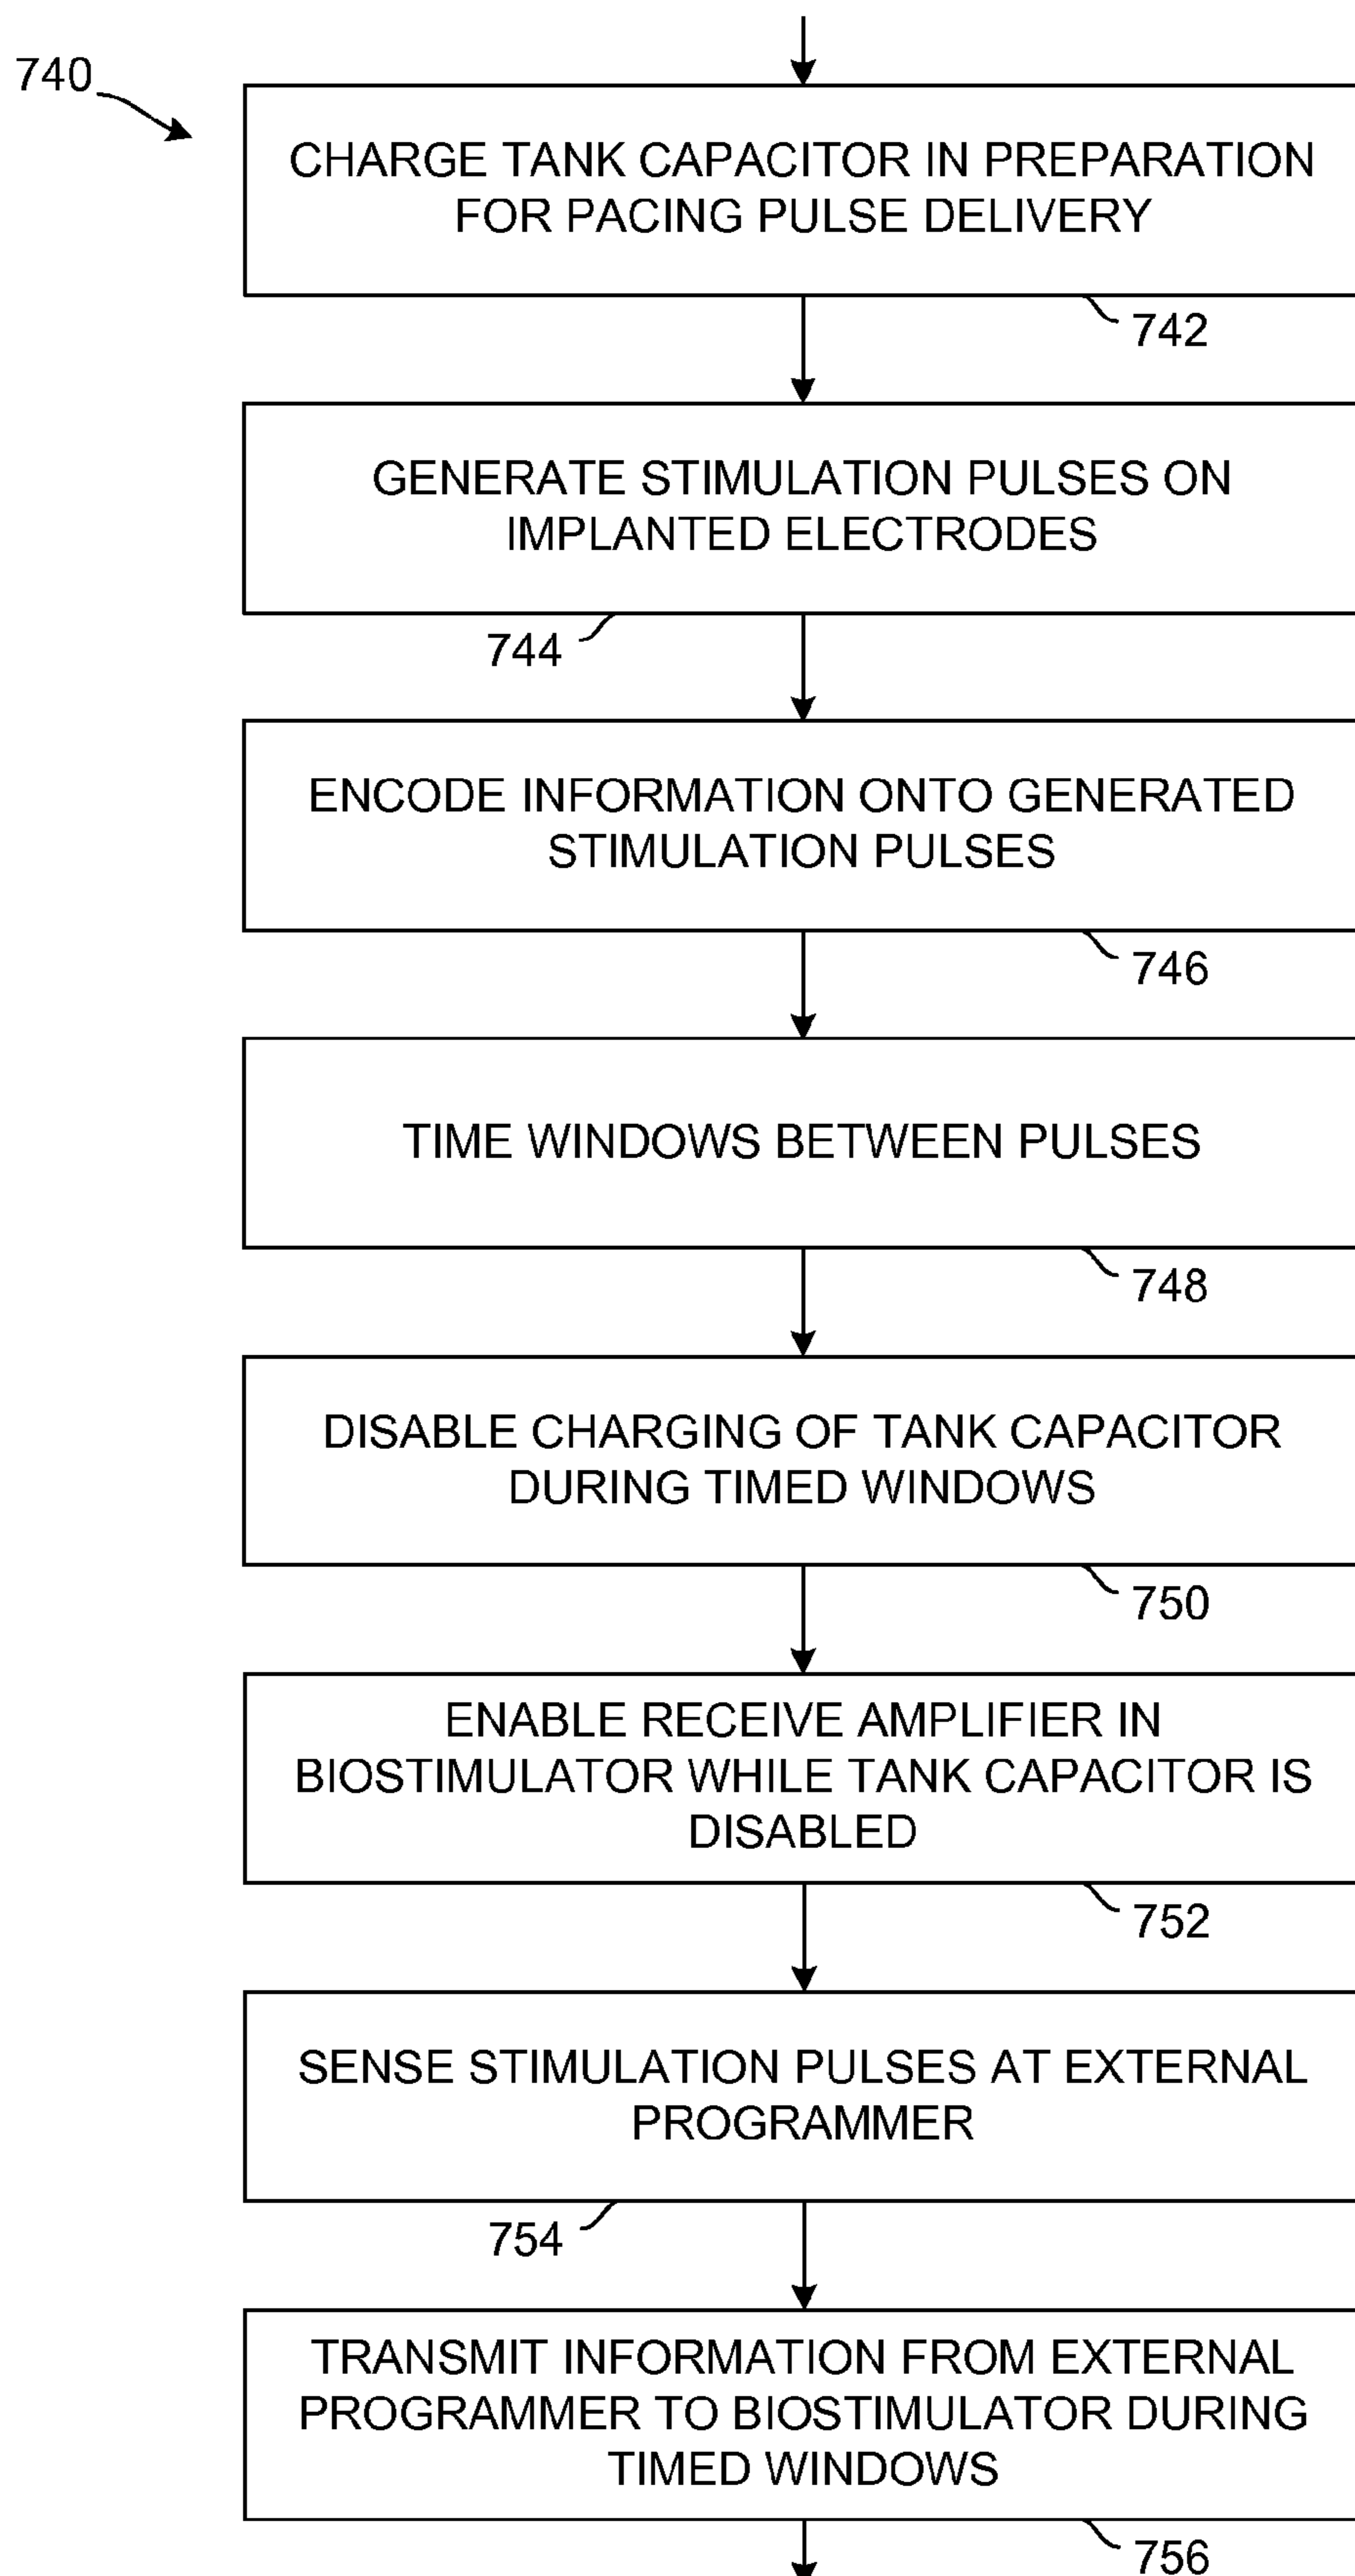 740
CHARGE TANK CAPACITOR IN PREPARATION
FOR PACING PULSE DELIVERY
742
GENERATE STIMULATION PULSES ON
IMPLANTED ELECTRODES
744
ENCODE INFORMATION ONTO GENERATED
STIMULATION PULSES
746
TIME WINDOWS BETWEEN PULSES
748
DISABLE CHARGING OF TANK CAPACITOR
DURING TIMED WINDOWS
750
ENABLE RECEIVE AMPLIFIER IN
BIOSTIMULATOR WHILE TANK CAPACITOR IS
DISABLED
752
SENSE STIMULATION PULSES AT EXTERNAL
PROGRAMMER
754
TRANSMIT INFORMATION FROM EXTERNAL
PROGRAMMER TO BIOSTIMULATOR DURING
TIMED WINDOWS
756